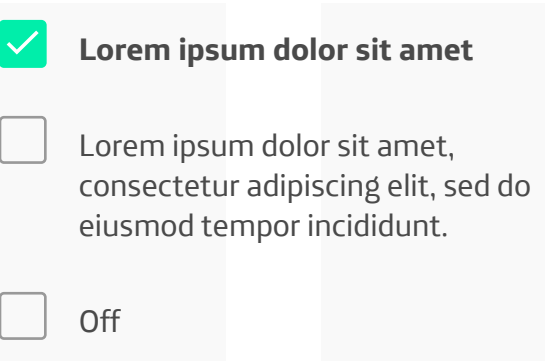 Lorem ipsum dolor sit amet
Lorem ipsum dolor sit amet,
consectetur adipiscing elit, sed do
eiusmod tempor incididunt.
Off